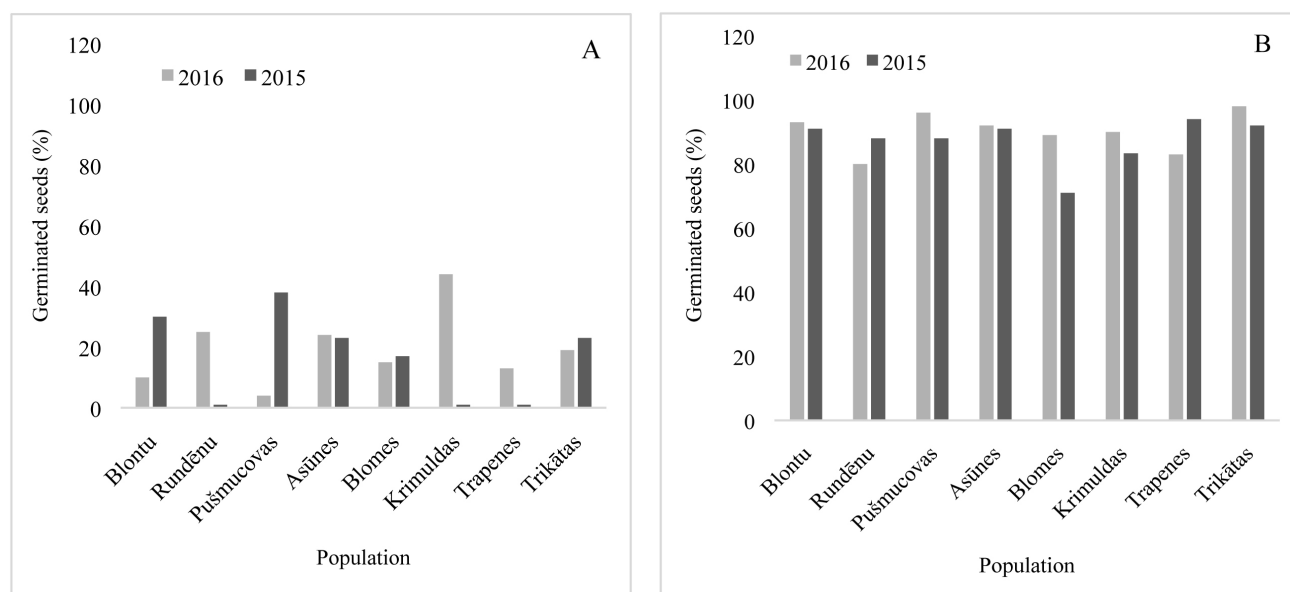 A
120
100
80
60
40
20
0
2016 2015
Germinated seeds (%)
Blontu
Rundēnu
Pušmucovas
Asūnes
Blomes
Krimuldas
Trapenes
Trikātas
Population
B
120
100
80
60
40
20
0
2016 2015
Germinated seeds (%)
Blontu
Rundēnu
Pušmucovas
Asūnes
Blomes
Krimuldas
Trapenes
Trikātas
Population